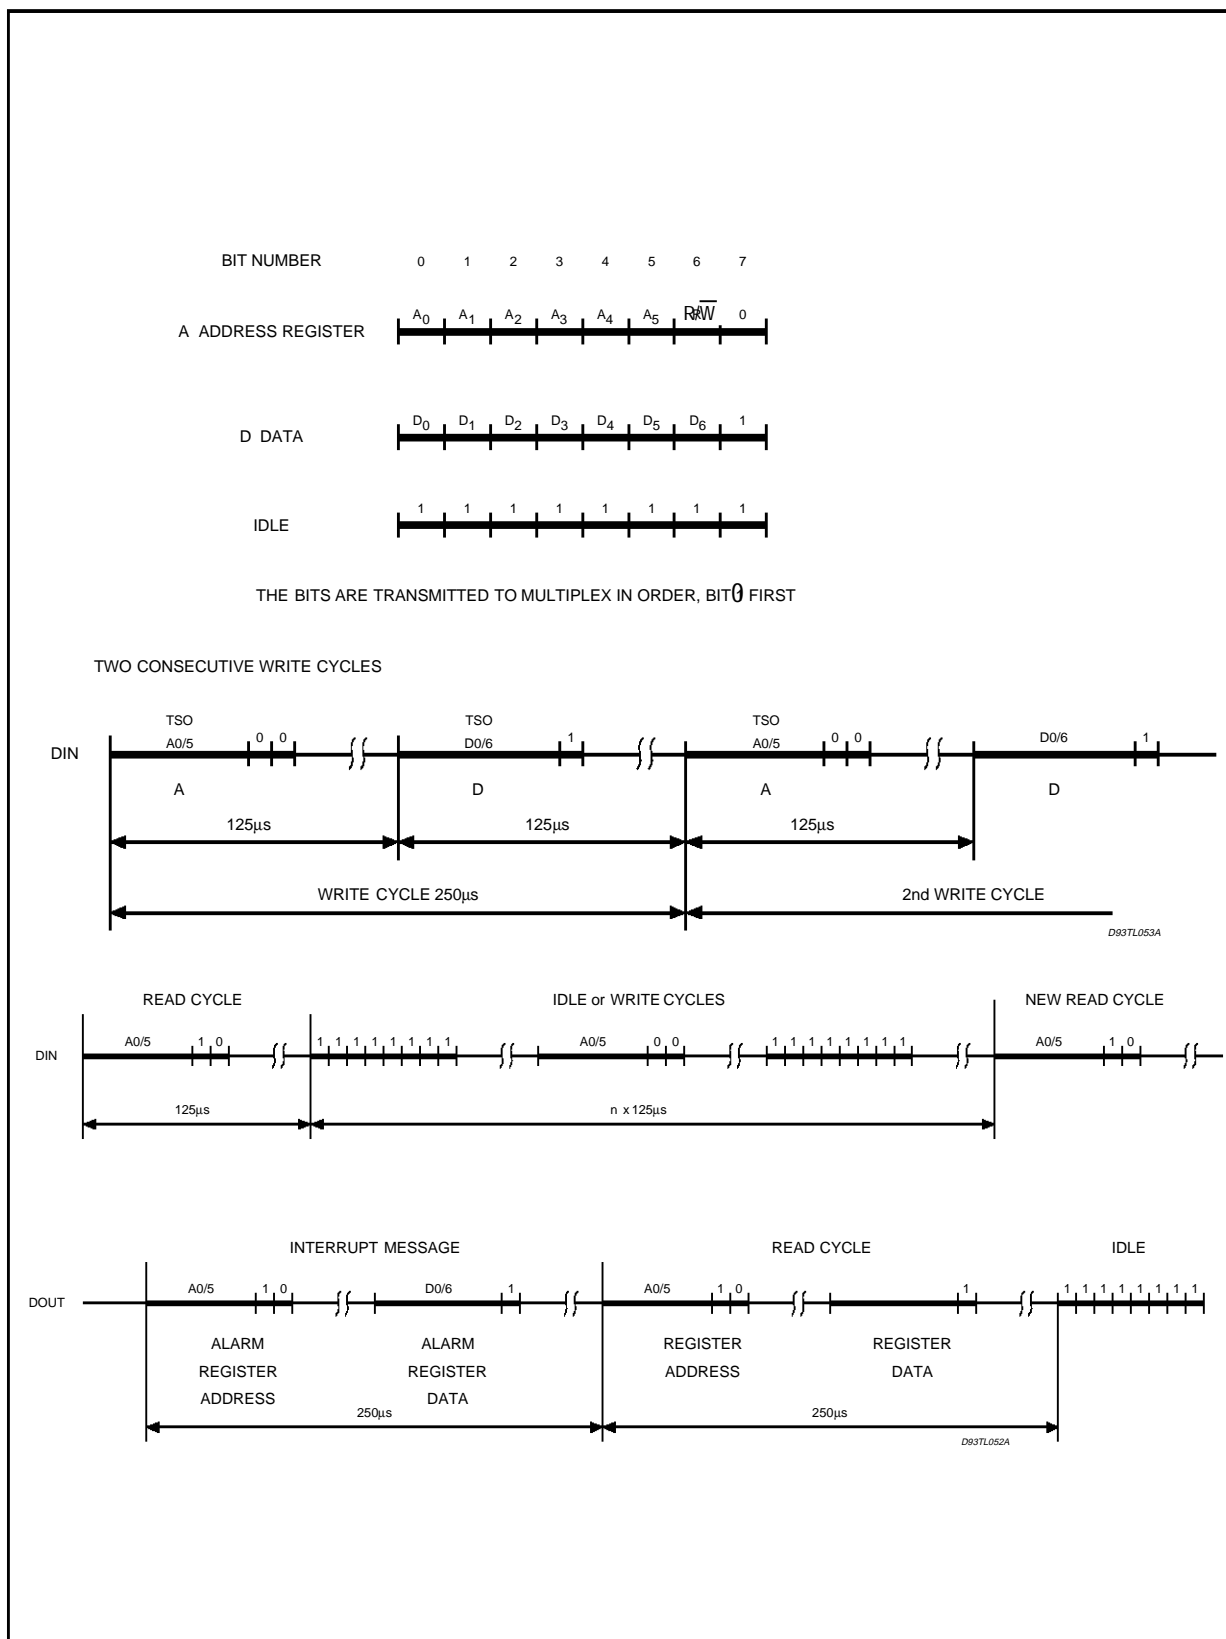 BIT NUMBER 0 1 2 3 4 5 6 7
A ADDRESS REGISTER A0 A1 A2 A3 A4 A5 R/W̅ 0
D DATA D0 D1 D2 D3 D4 D5 D6 1
IDLE 1 1 1 1 1 1 1 1
THE BITS ARE TRANSMITTED TO MULTIPLEX IN ORDER, BIT 0 FIRST
TWO CONSECUTIVE WRITE CYCLES
TSO TSO TSO
DIN A0/5 0 0 D0/6 1 A0/5 0 0 D0/6 1
A D A D
125μs 125μs 125μs
WRITE CYCLE 250μs 2nd WRITE CYCLE
D93TL053A
READ CYCLE IDLE or WRITE CYCLES NEW READ CYCLE
DIN A0/5 1 0 1 1 1 1 1 1 1 1 A0/5 0 0 1 1 1 1 1 1 1 1 A0/5 1 0
125μs n x 125μs
INTERRUPT MESSAGE READ CYCLE IDLE
DOUT A0/5 1 0 D0/6 1 A0/5 1 0 1 1 1 1 1 1 1 1 1
ALARM ALARM REGISTER REGISTER
REGISTER REGISTER ADDRESS DATA
ADDRESS DATA
250μs 250μs
D93TL052A